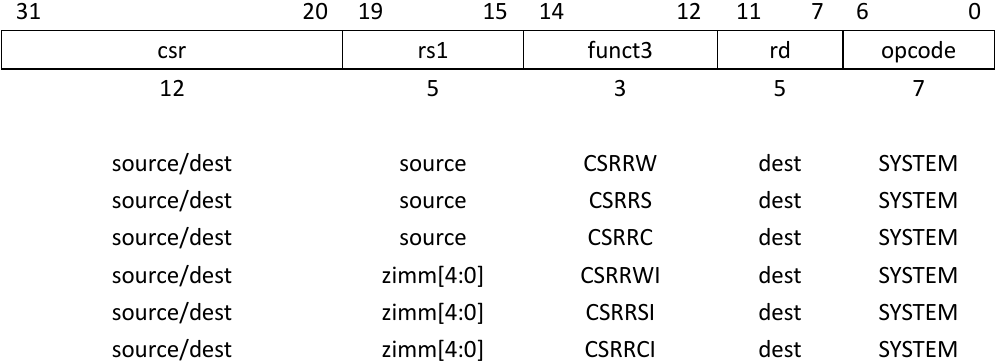 31 20 19 15 14 12 11 7 6 0
csr rs1 funct3 rd opcode
12 5 3 5 7
source/dest source CSRRW dest SYSTEM
source/dest source CSRRS dest SYSTEM
source/dest source CSRRC dest SYSTEM
source/dest zimm[4:0] CSRRWI dest SYSTEM
source/dest zimm[4:0] CSRRSI dest SYSTEM
source/dest zimm[4:0] CSRRCI dest SYSTEM